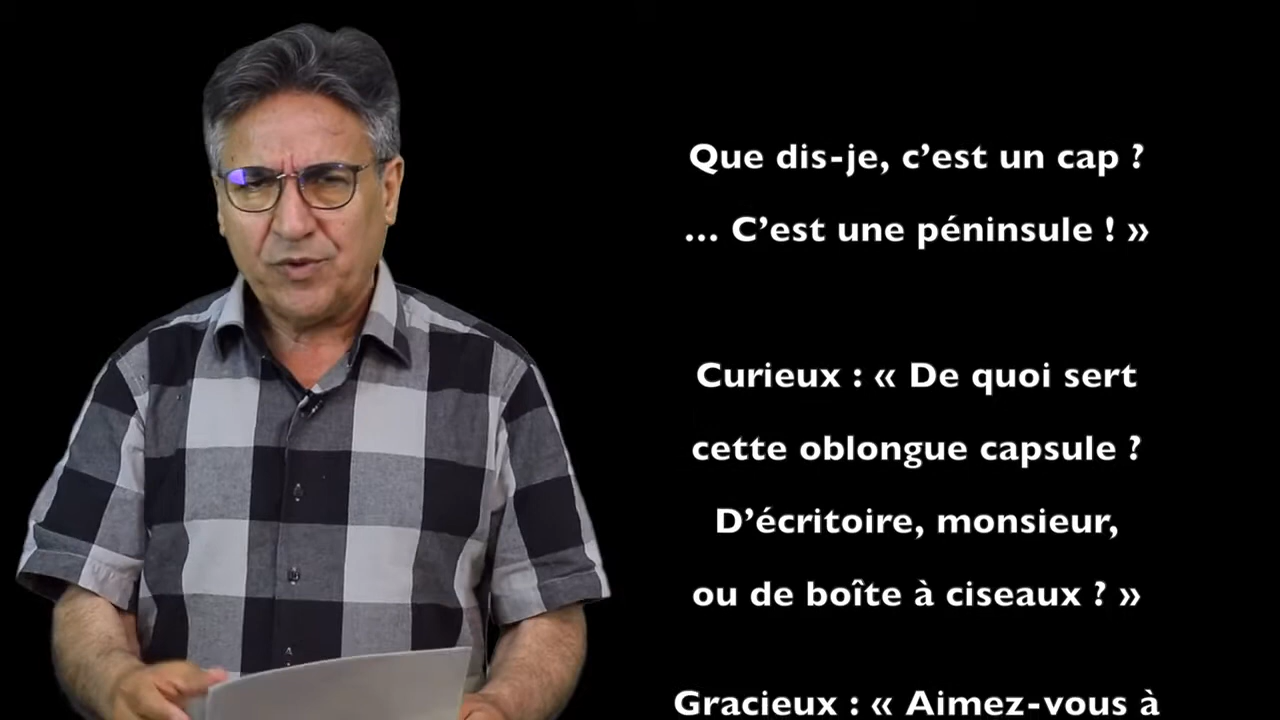 Que dis-je, c’est un cap ?
… C’est une péninsule ! »
Curieux : « De quoi sert
cette oblongue capsule ?
D’écritoire, monsieur,
ou de boîte à ciseaux ? »
Gracieux : « Aimez-vous à